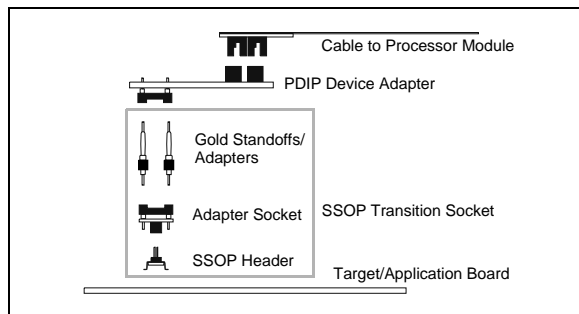 Cable to Processor Module
PDIP Device Adapter
Gold Standoffs/
Adapters
Adapter Socket
SSOP Transition Socket
SSOP Header
Target/Application Board